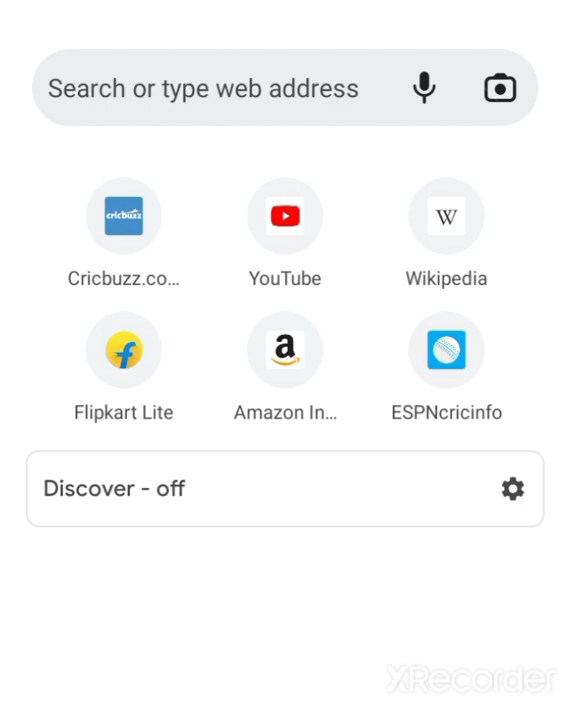 Search or type web address
cricbuzz
W
Cricbuzz.co...
YouTube
Wikipedia
f
a
Flipkart Lite
Amazon In...
ESPNcricinfo
Discover - off
XRecorder